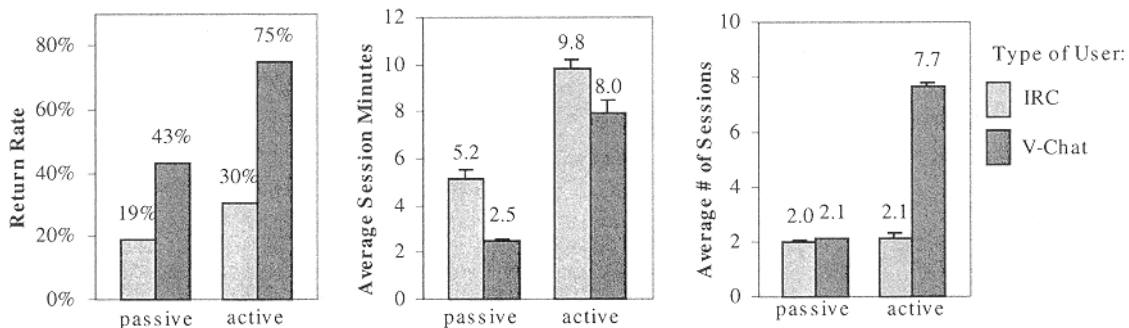 Return Rate
80%
60%
40%
20%
0%
19%
43%
30%
75%
passive
active
Average Session Minutes
12
10
8
6
4
2
0
5.2
2.5
9.8
8.0
passive
active
Average # of Sessions
10
8
6
4
2
0
2.0
2.1
2.1
7.7
passive
active
Type of User:
IRC
V-Chat